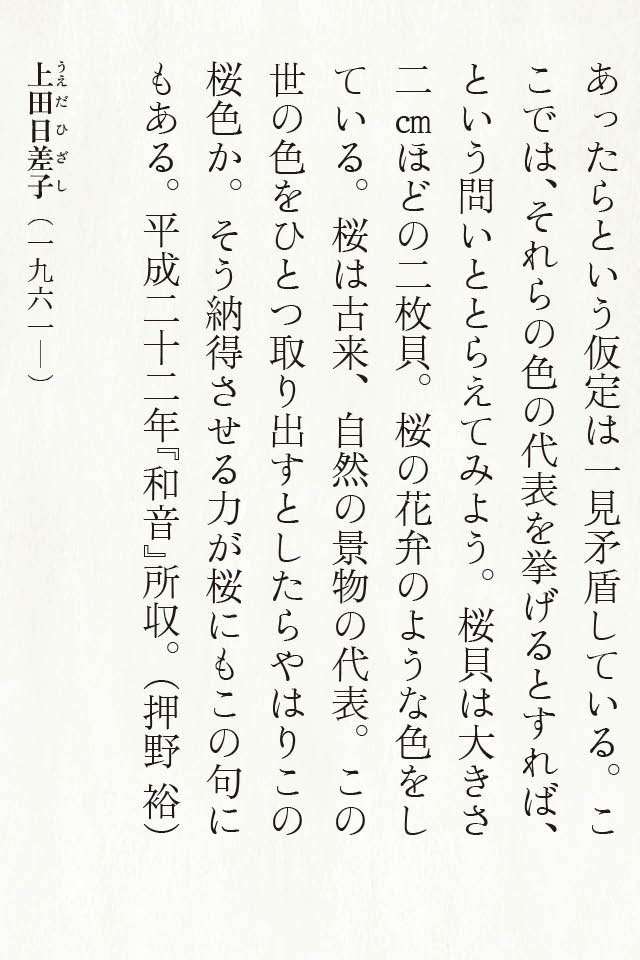 あったらという仮定は一見矛盾している。こ
こでは、それらの色の代表を挙げるとすれば、
という問いととらえてみよう。桜貝は大きさ
二㎝ほどの二枚貝。桜の花弁のような色をし
ている。桜は古来、自然の景物の代表。この
世の色をひとつ取り出すとしたらやはりこの
桜色か。そう納得させる力が桜にもこの句に
もある。平成二十二年『和音』所収。（押野 裕）
上田日差子（一九六一―）
うえだひざし